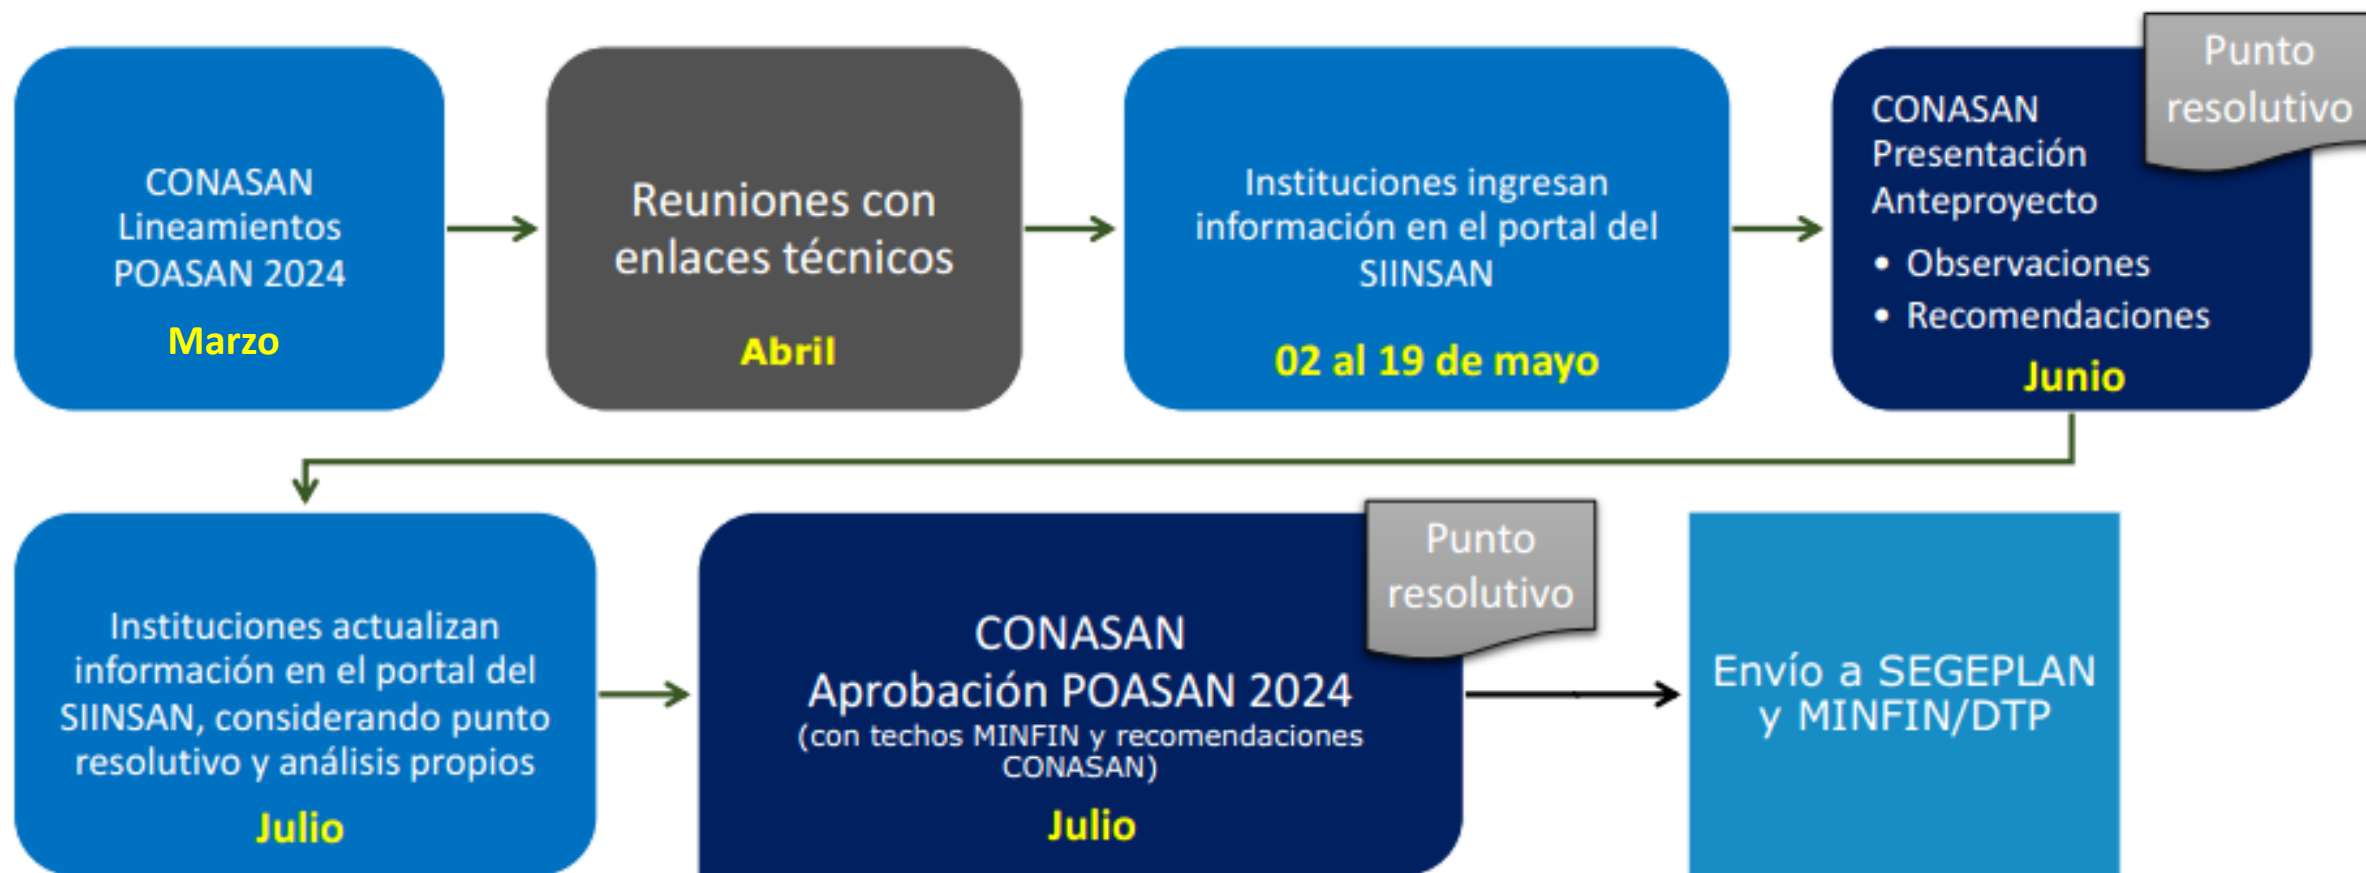 CONASAN
Lineamientos
POASAN 2024
Marzo
Reuniones con
enlaces técnicos
Abril
Instituciones ingresan
información en el portal del
SIINSAN
02 al 19 de mayo
Punto
resolutivo
CONASAN
Presentación
Anteproyecto
• Observaciones
• Recomendaciones
Junio
Instituciones actualizan
información en el portal del
SIINSAN, considerando punto
resolutivo y análisis propios
Julio
Punto
resolutivo
CONASAN
Aprobación POASAN 2024
(con techos MINFIN y recomendaciones
CONASAN)
Julio
Envío a SEGEPLAN
y MINFIN/DTP